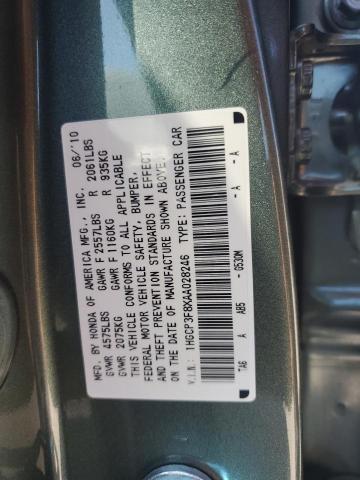 MFD. BY HONDA OF AMERICA MFG., INC. 06/'10
GVWR 4575LBS GAWR F 2557LBS R 2061LBS
GVWR 2075KG GAWR F 1160KG R 935KG
THIS VEHICLE CONFORMS TO ALL APPLICABLE
FEDERAL MOTOR VEHICLE SAFETY, BUMPER,
AND THEFT PREVENTION STANDARDS IN EFFECT
ON THE DATE OF MANUFACTURE SHOWN ABOVE.
V.I.N.: 1HGCP3F8XAA028246 TYPE: PASSENGER CAR
TA6 A AB5 - G530M - A - A